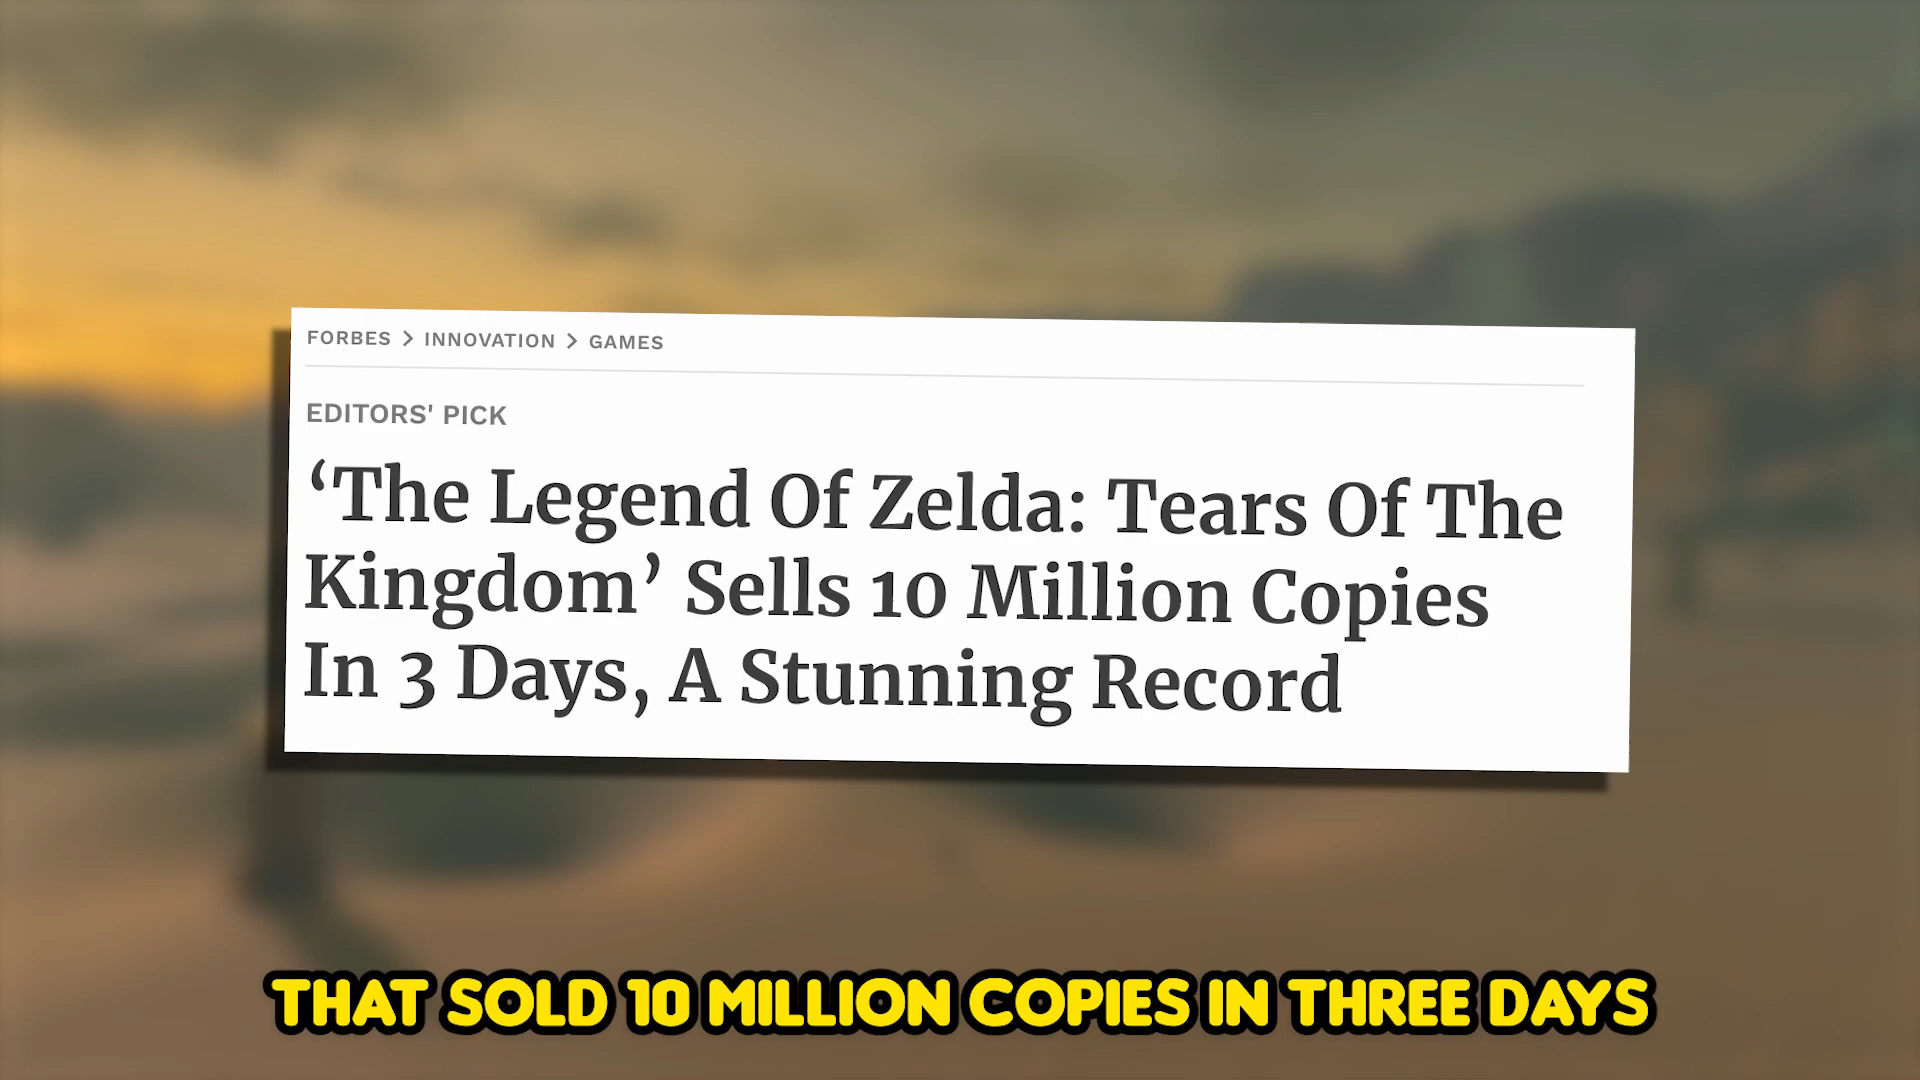 FORBES > INNOVATION > GAMES
EDITORS' PICK
‘The Legend Of Zelda: Tears Of The
Kingdom’ Sells 10 Million Copies
In 3 Days, A Stunning Record
THAT SOLD 10 MILLION COPIES IN THREE DAYS